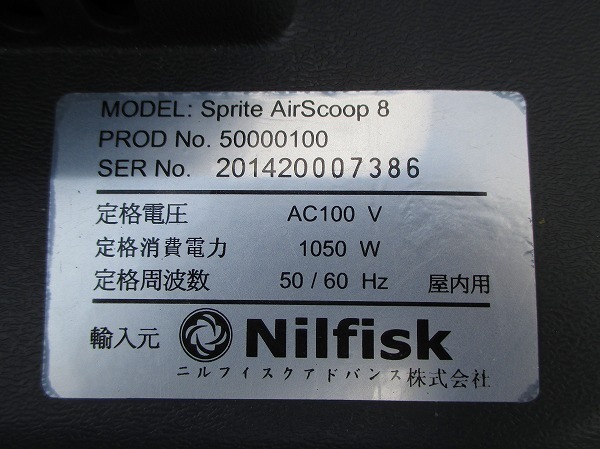 MODEL: Sprite AirScoop 8
PROD No. 50000100
SER No. 201420007386
定格電圧 AC100 V
定格消費電力 1050 W
定格周波数 50 / 60 Hz 屋内用
輸入元 Nilfisk
ニルフイスクアドバンス株式会社